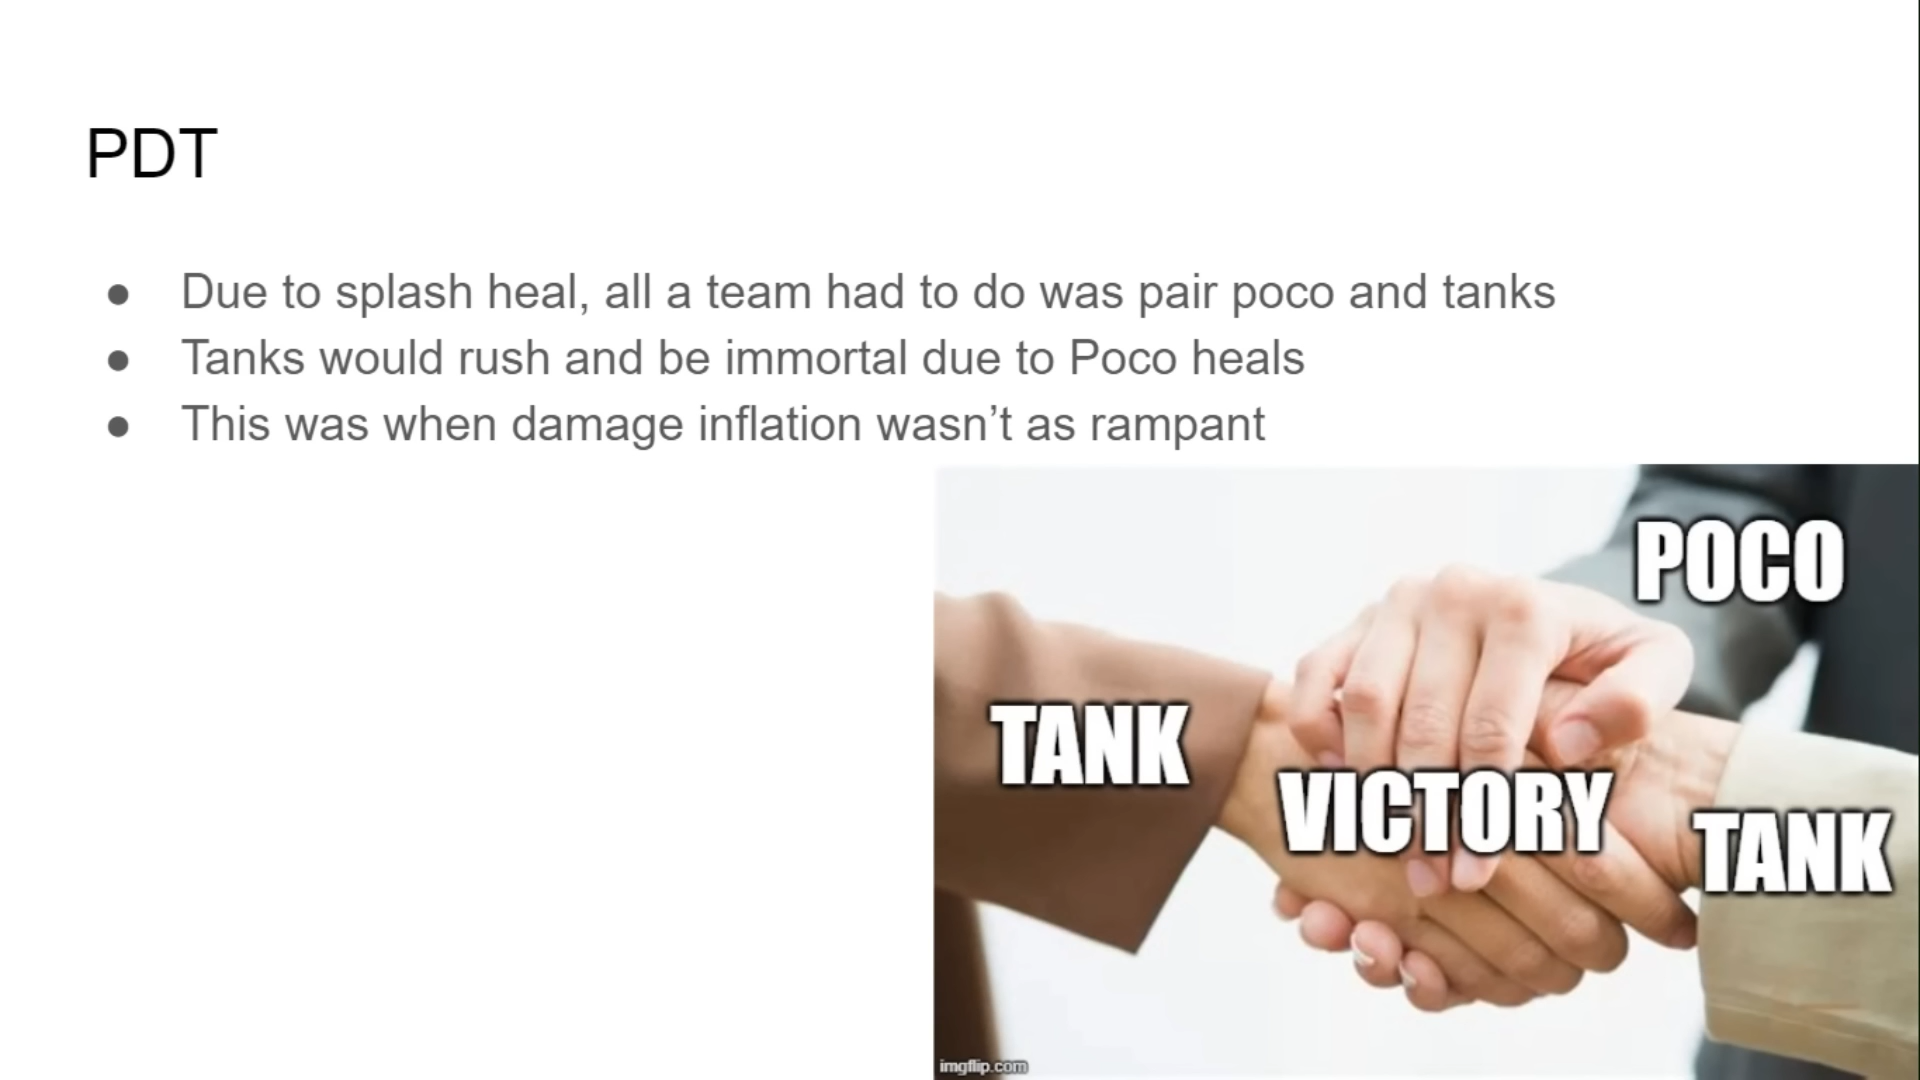 PDT
● Due to splash heal, all a team had to do was pair poco and tanks
● Tanks would rush and be immortal due to Poco heals
● This was when damage inflation wasn’t as rampant
POCO
TANK
VICTORY
TANK
imgflip.com